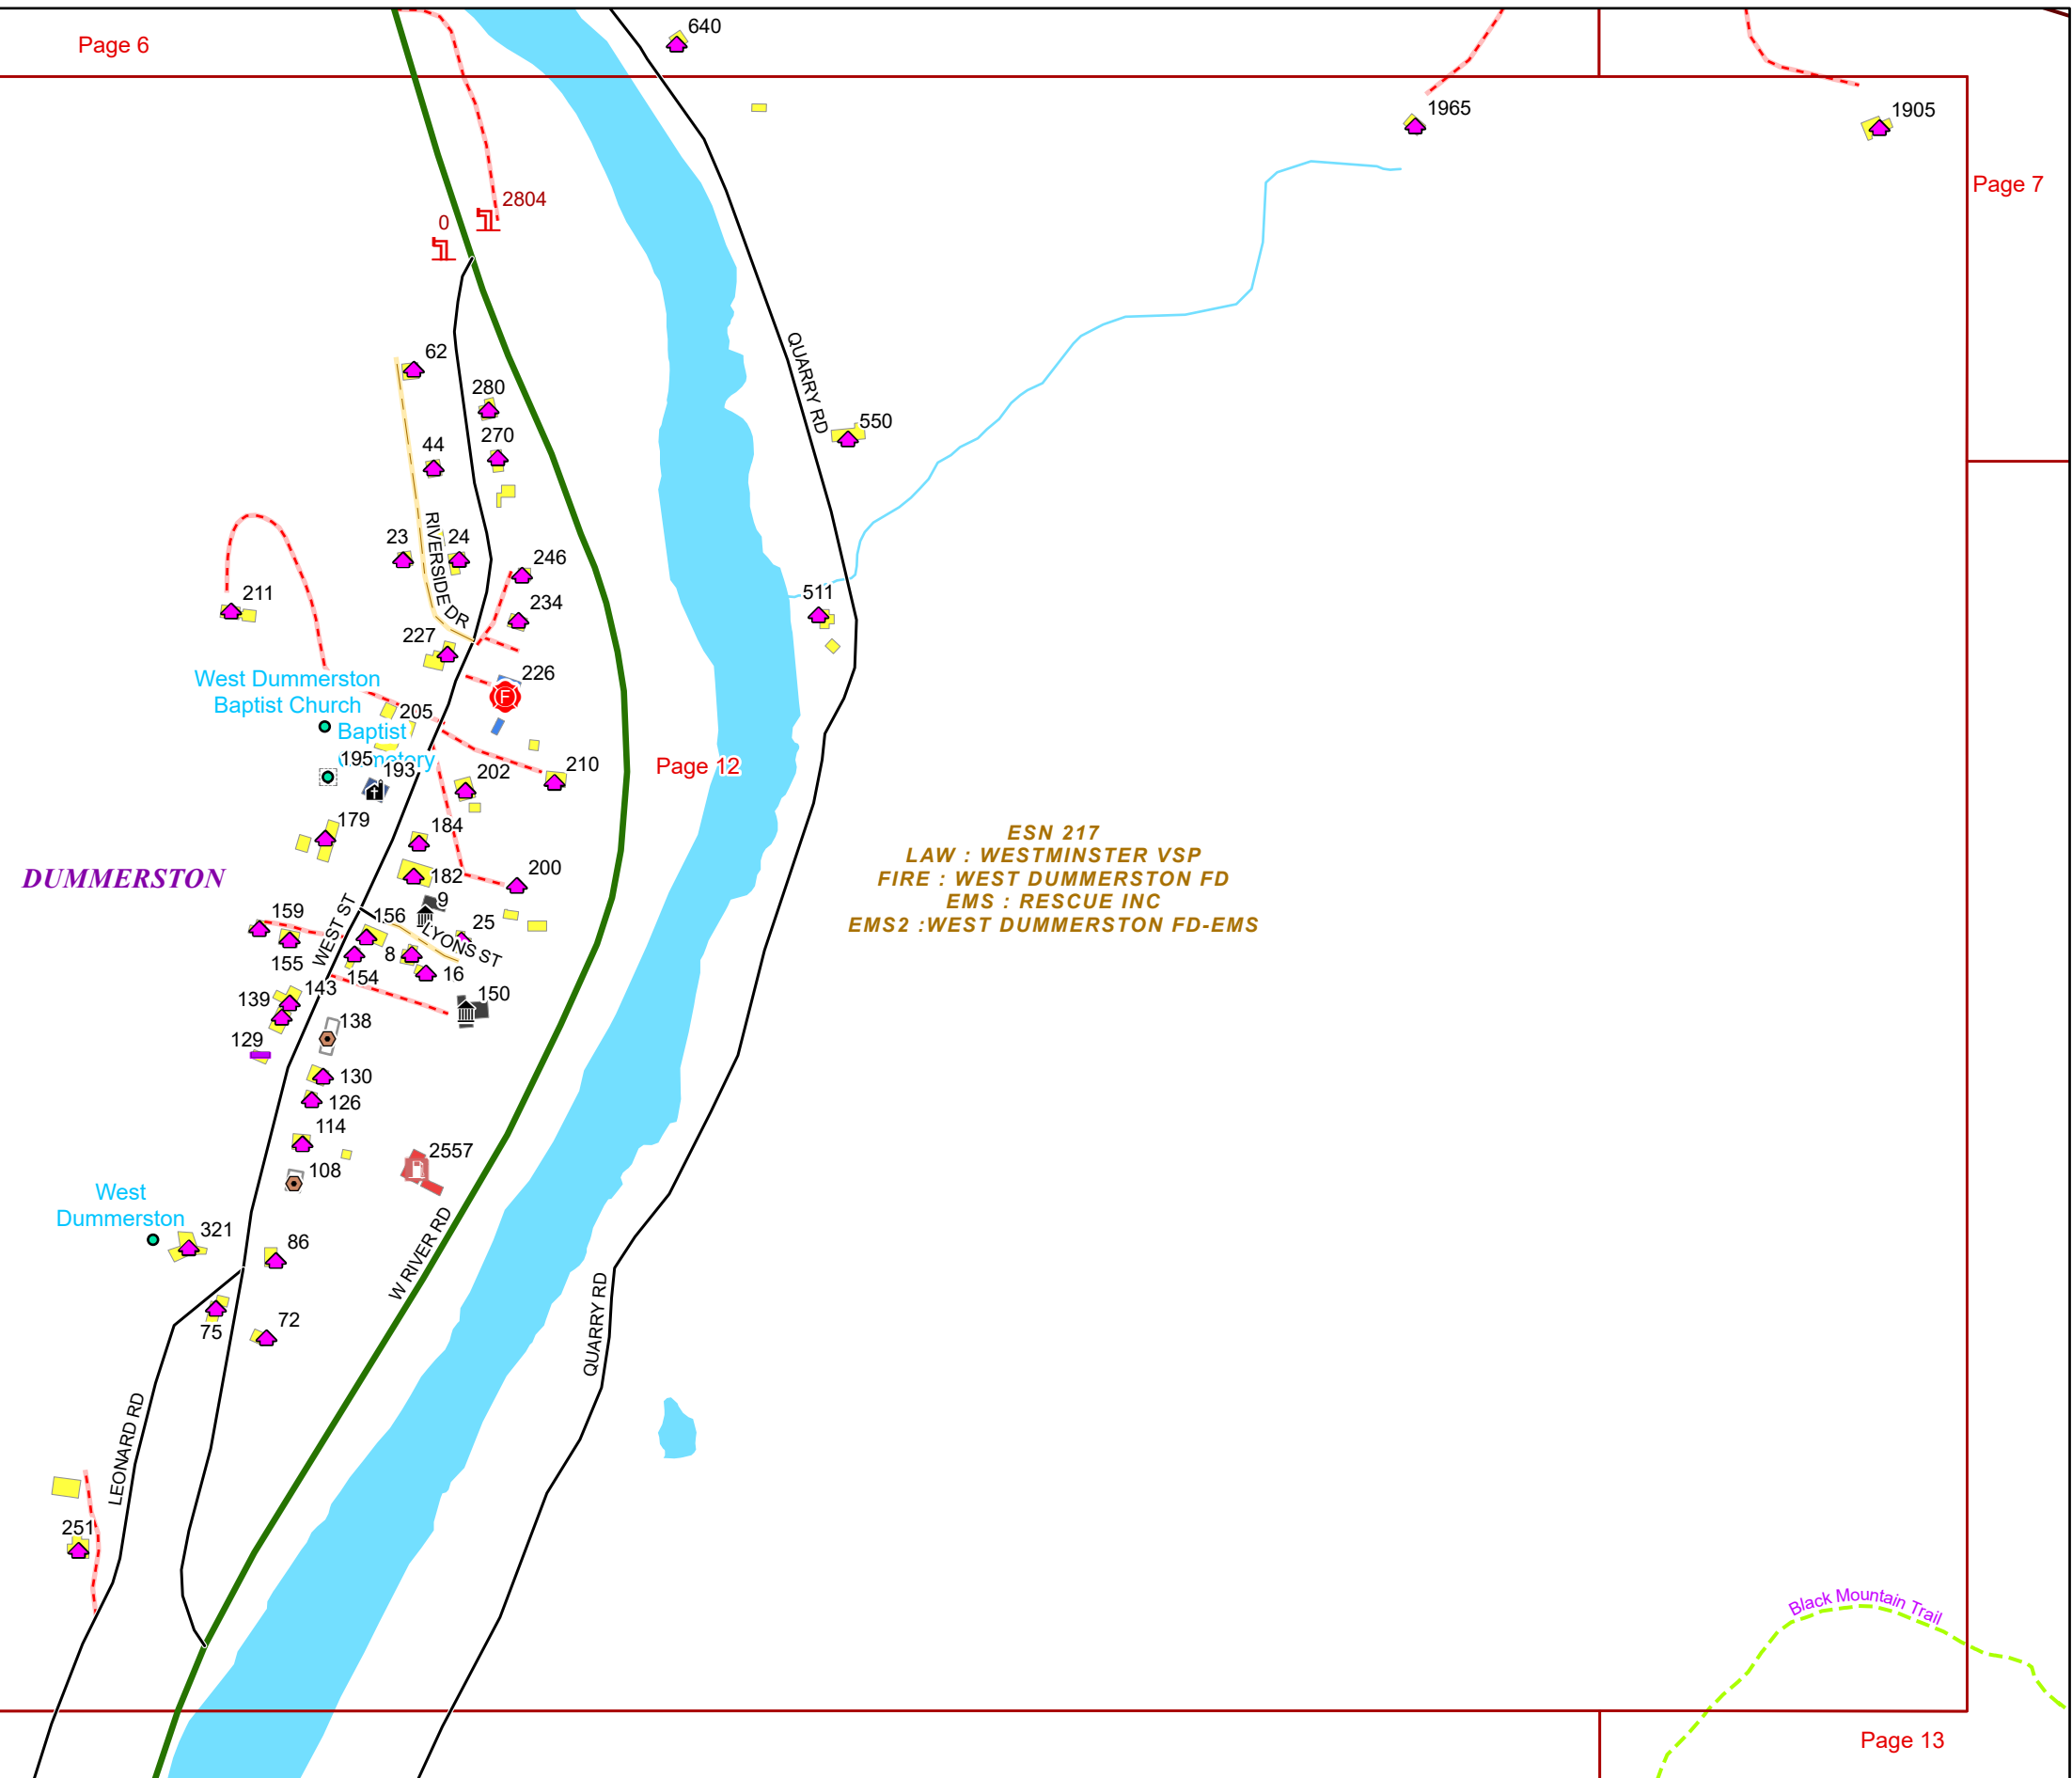 640
Page 6
1965
1905
Page 7
2804
0
62
QUARRY RD
280
550
44
270
RIVERSIDE DR
23
24
246
211
511
234
227
226
West Dummerston
Baptist Church
205
Baptist
Cemetery
195
193
202
210
Page 12
179
184
ESN 217
LAW : WESTMINSTER VSP
FIRE : WEST DUMMERSTON FD
EMS : RESCUE INC
EMS2 :WEST DUMMERSTON FD-EMS
DUMMERSTON
182
200
9
WEST ST
159
156
25
LYONS ST
155
154
8
16
143
139
150
138
129
130
126
114
2557
108
West
Dummerston
321
86
W RIVER RD
QUARRY RD
75
72
LEONARD RD
251
Black Mountain Trail
Page 13
F